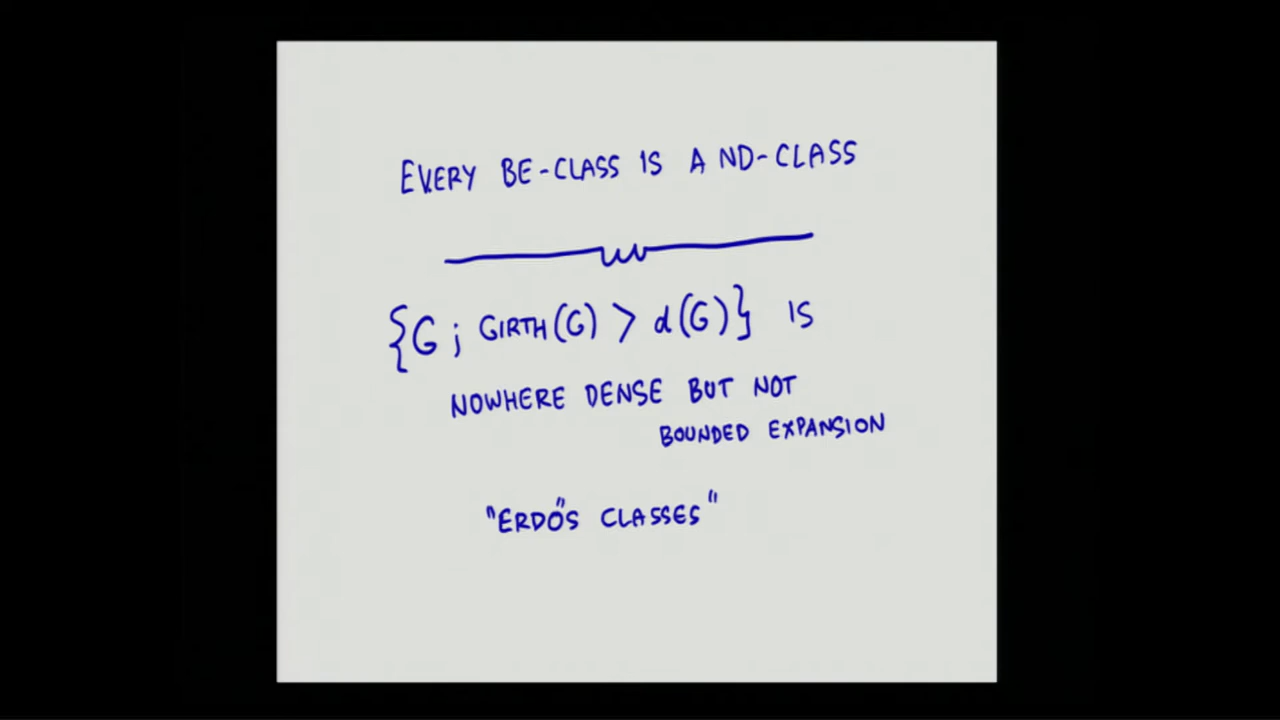 EVERY BE-CLASS IS A ND-CLASS
{G ; GIRTH(G) > d(G)} IS
NOWHERE DENSE BUT NOT
BOUNDED EXPANSION
"ERDŐS CLASSES"